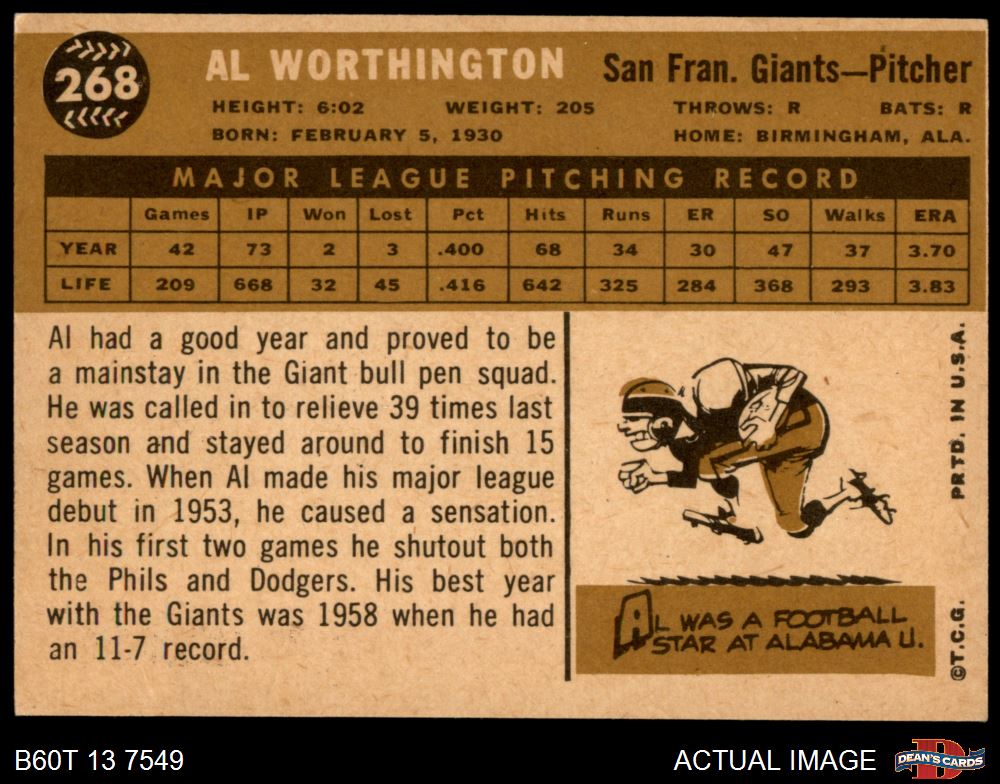 268
AL WORTHINGTON
San Fran. Giants—Pitcher
HEIGHT: 6:02 WEIGHT: 205 THROWS: R BATS: R
BORN: FEBRUARY 5, 1930 HOME: BIRMINGHAM, ALA.
MAJOR LEAGUE PITCHING RECORD
Games IP Won Lost Pct Hits Runs ER SO Walks ERA
YEAR 42 73 2 3 .400 68 34 30 47 37 3.70
LIFE 209 668 32 45 .416 642 325 284 368 293 3.83
Al had a good year and proved to be
a mainstay in the Giant bull pen squad.
He was called in to relieve 39 times last
season and stayed around to finish 15
games. When Al made his major league
debut in 1953, he caused a sensation.
In his first two games he shutout both
the Phils and Dodgers. His best year
with the Giants was 1958 when he had
an 11-7 record.
AL WAS A FOOTBALL
STAR AT ALABAMA U.
©T.C.G. PRTD. IN U.S.A.
B60T 13 7549
ACTUAL IMAGE
DEAN'S CARDS